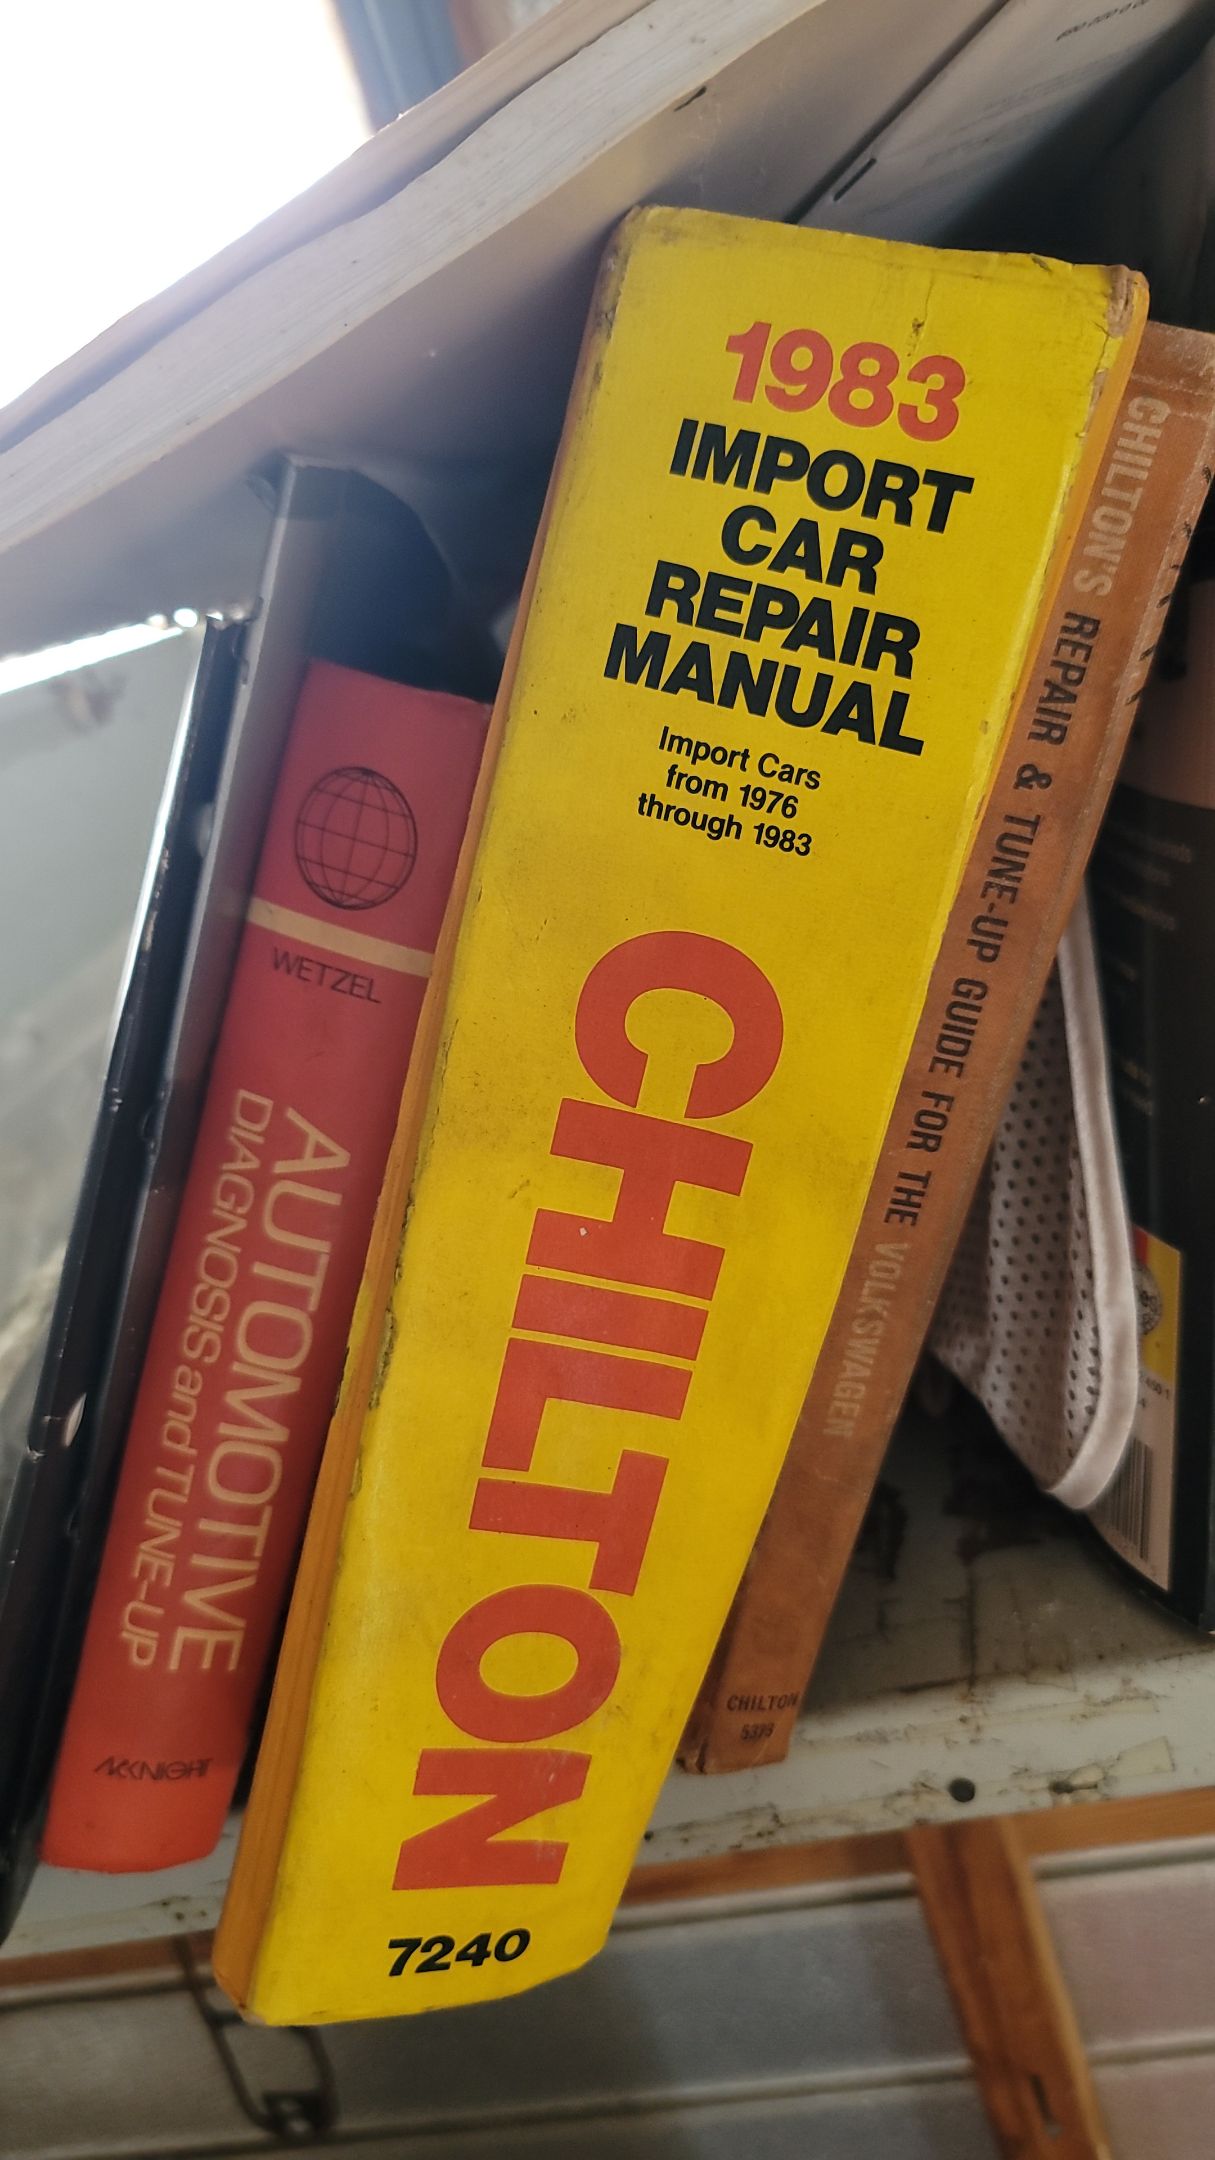 WETZEL
AUTOMOTIVE
DIAGNOSIS and TUNE-UP
McKNIGHT
1983
IMPORT
CAR
REPAIR
MANUAL
Import Cars
from 1976
through 1983
CHILTON
7240
CHILTON'S REPAIR & TUNE-UP GUIDE FOR THE VOLKSWAGEN
CHILTON